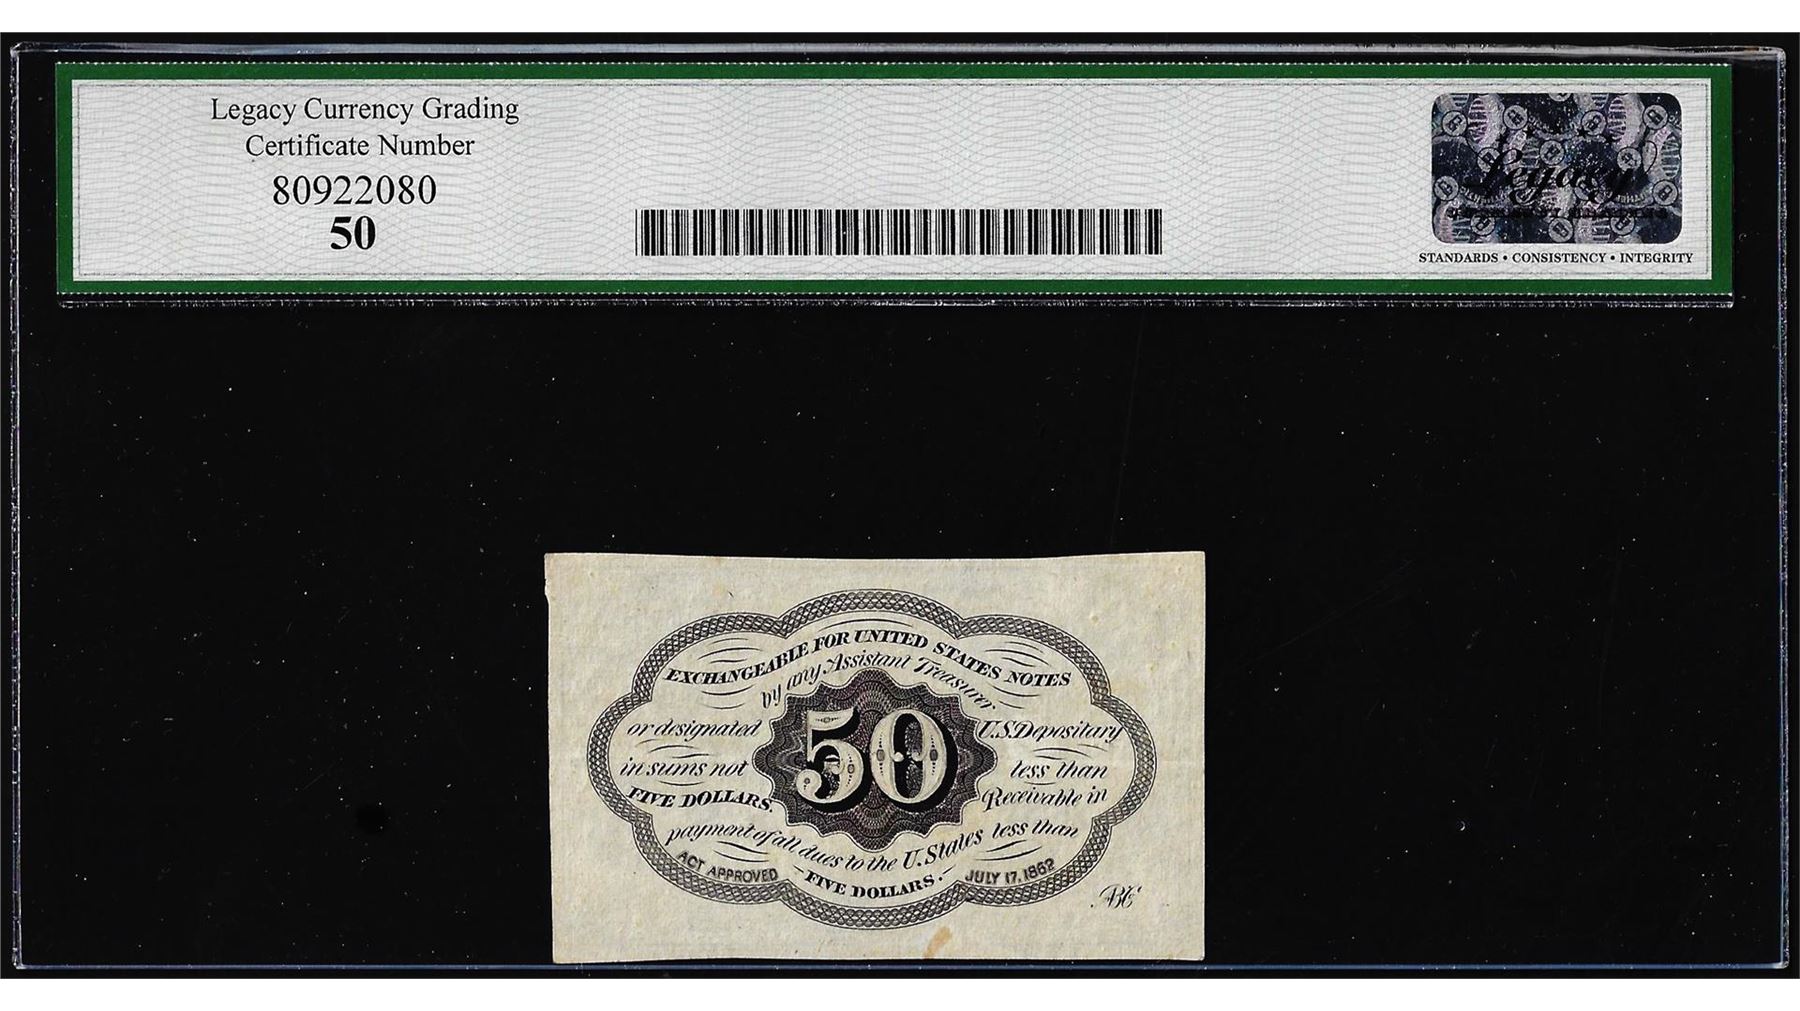 Legacy Currency Grading
Certificate Number
80922080
50
Legacy
STANDARDS • CONSISTENCY • INTEGRITY
EXCHANGEABLE FOR UNITED STATES NOTES
by any Assistant Treasurer
or designated U.S. Depositary
in sums not less than
FIVE DOLLARS. Receivable in
payment of all dues to the U. States less than
FIVE DOLLARS.
50
ACT APPROVED JULY 17, 1862